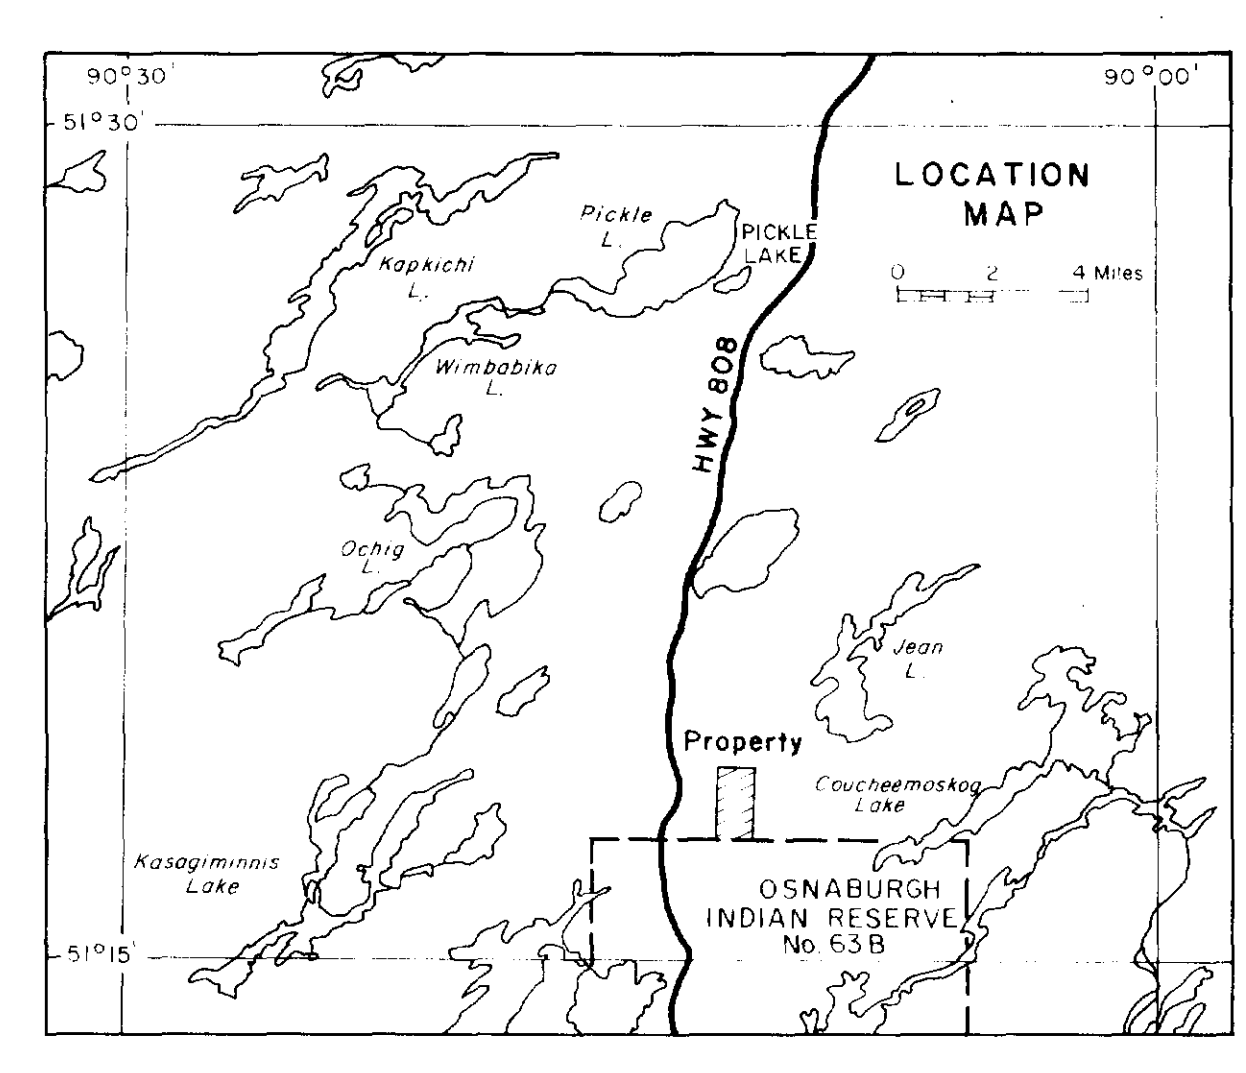 90°30'
90°00'
51°30'
LOCATION
MAP
Pickle
L.
PICKLE
LAKE
Kapkichi
L.
0 2 4 Miles
HWY 808
Wimbabika
L.
Ochig
L.
Jean
L.
Property
Coucheemoskog
Lake
Kasagiminnis
Lake
OSNABURGH
INDIAN RESERVE
No. 63B
51°15'